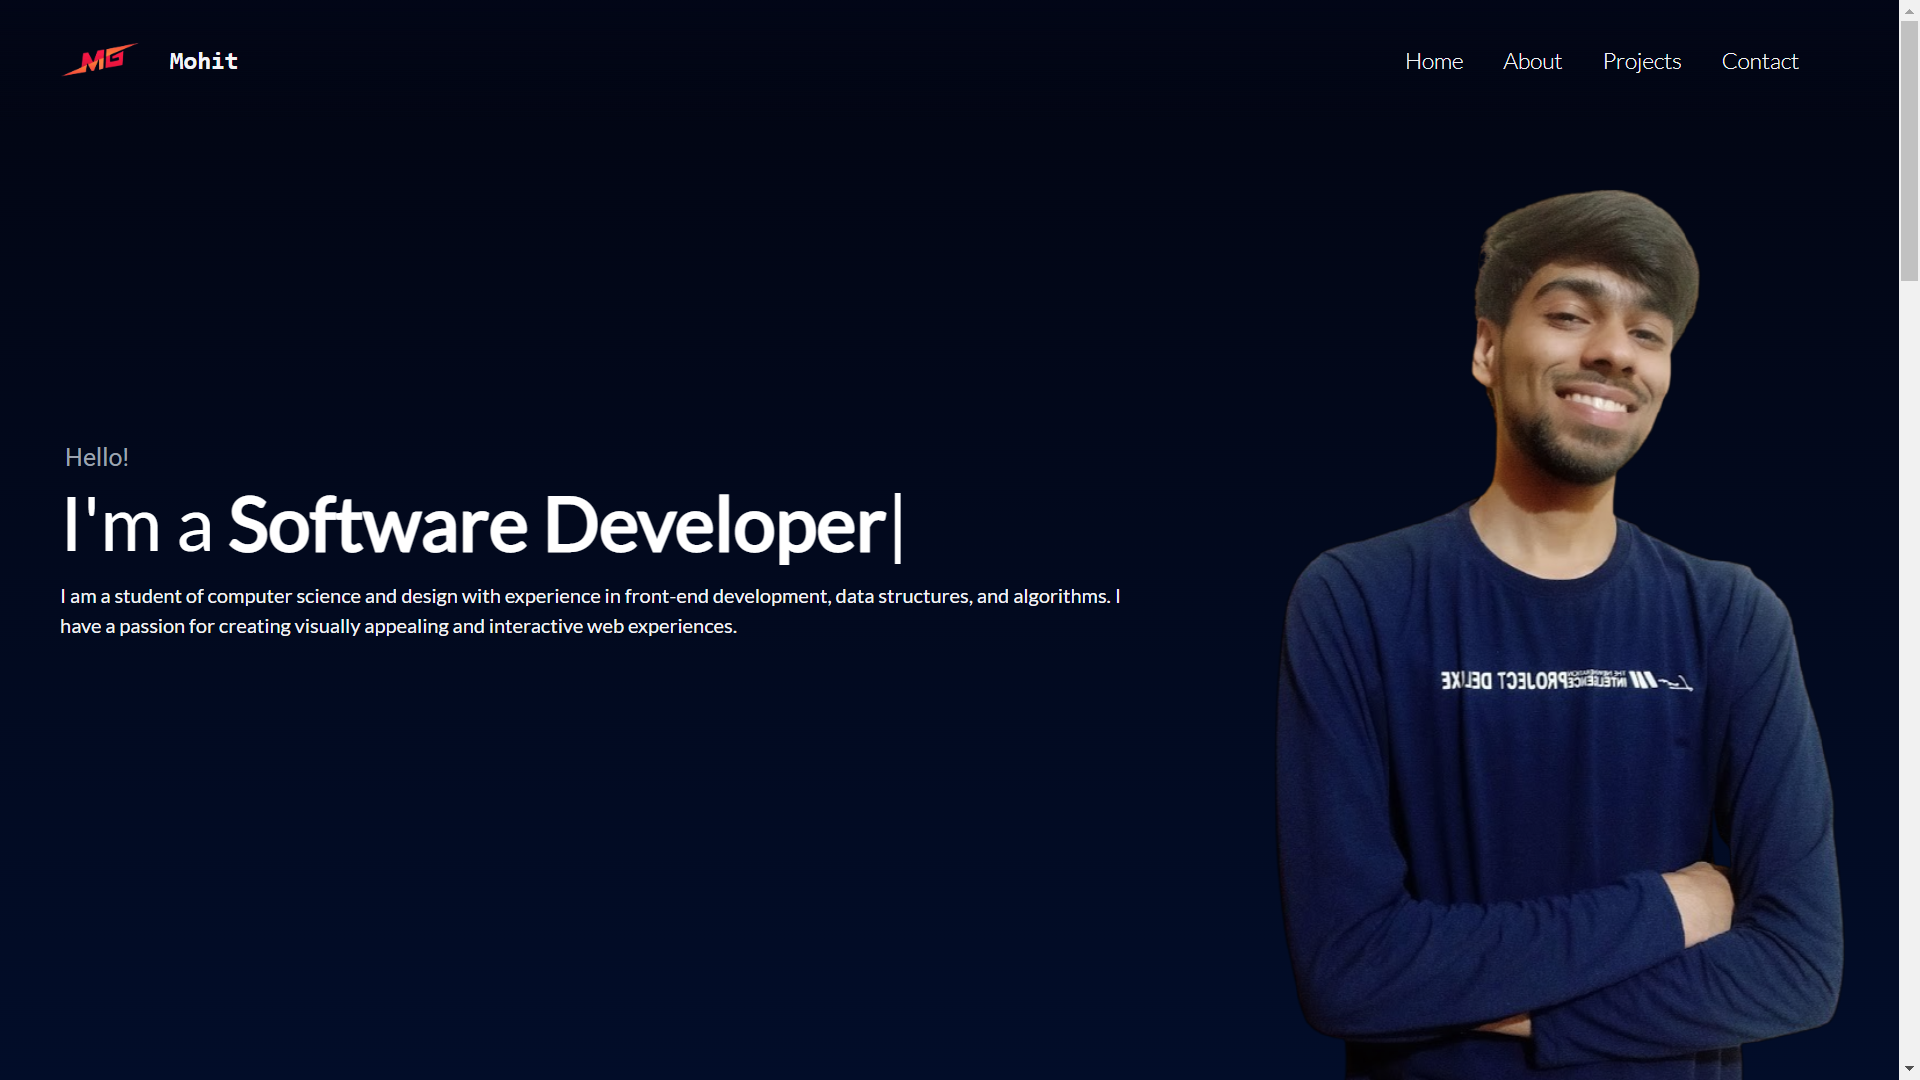 MG Mohit
Home About Projects Contact
Hello!
I'm a Software Developer
I am a student of computer science and design with experience in front-end development, data structures, and algorithms. I
have a passion for creating visually appealing and interactive web experiences.
PROJECT DELUXE